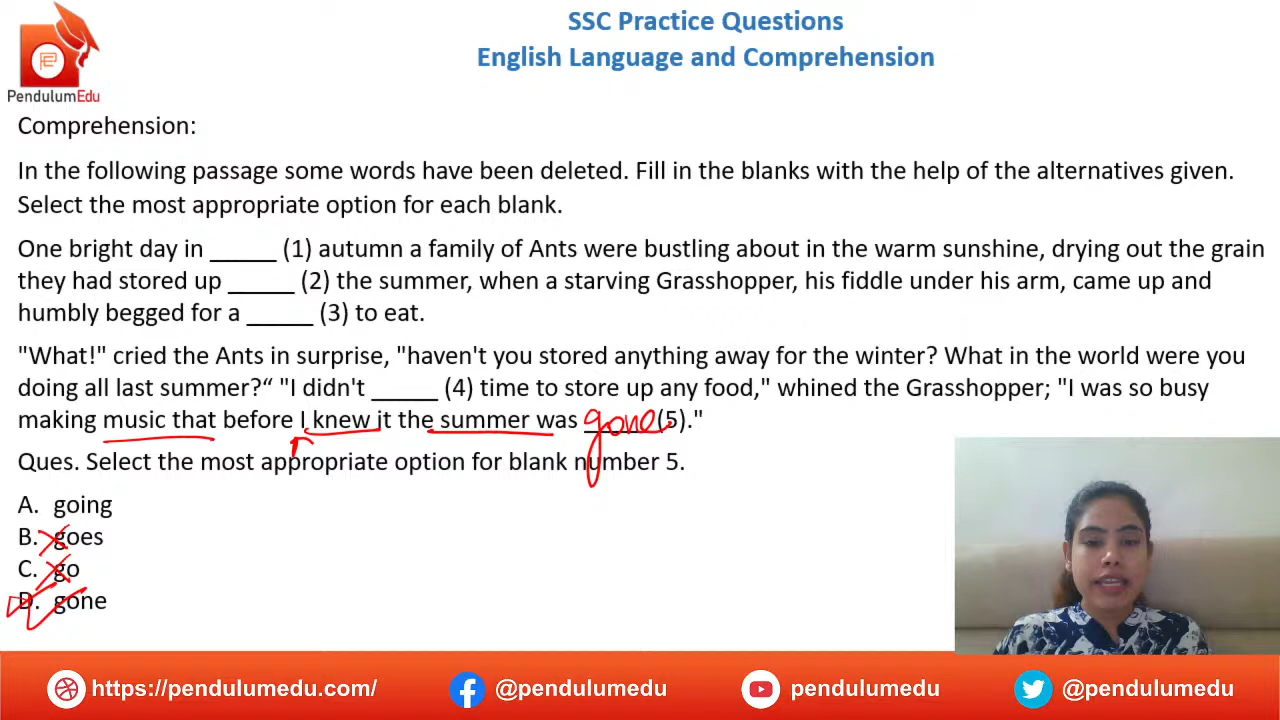 SSC Practice Questions
English Language and Comprehension
PendulumEdu
Comprehension:
In the following passage some words have been deleted. Fill in the blanks with the help of the alternatives given.
Select the most appropriate option for each blank.
One bright day in _____ (1) autumn a family of Ants were bustling about in the warm sunshine, drying out the grain
they had stored up _____ (2) the summer, when a starving Grasshopper, his fiddle under his arm, came up and
humbly begged for a _____ (3) to eat.
"What!" cried the Ants in surprise, "haven't you stored anything away for the winter? What in the world were you
doing all last summer?“ "I didn't _____ (4) time to store up any food," whined the Grasshopper; "I was so busy
making music that before I knew it the summer was gone (5)."
Ques. Select the most appropriate option for blank number 5.
A. going
B. goes
C. go
D. gone
https://pendulumedu.com/ @pendulumedu pendulumedu @pendulumedu